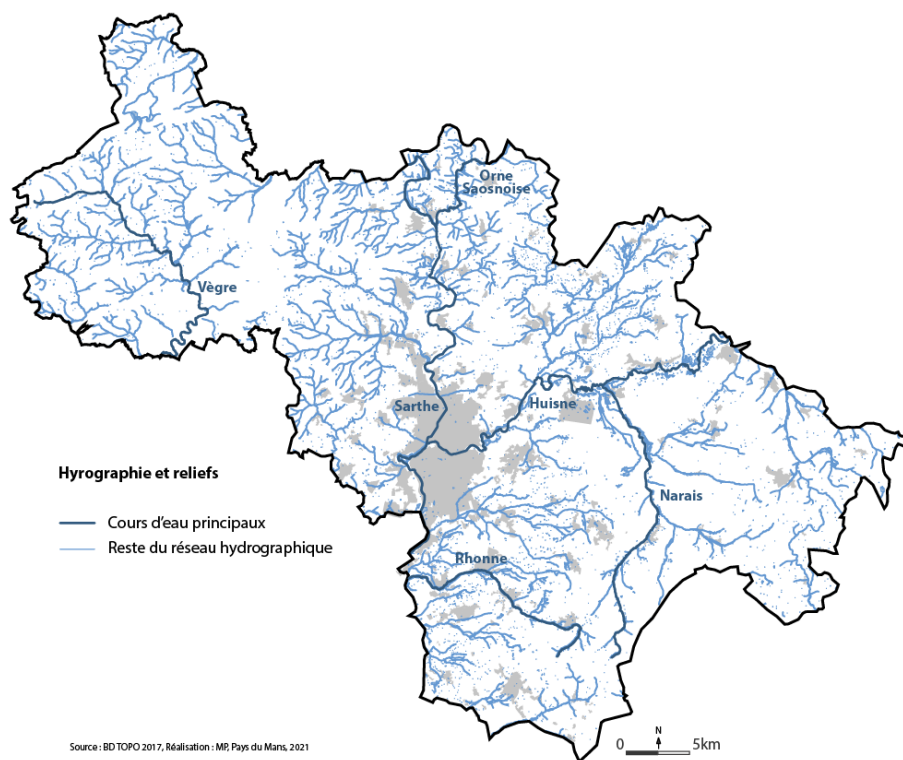 Orne
Saosnoise
Vègre
Sarthe
Huisne
Narais
Rhonne
Hyrographie et reliefs
Cours d'eau principaux
Reste du réseau hydrographique
Source : BD TOPO 2017, Réalisation : MP, Pays du Mans, 2021
N
0 5km